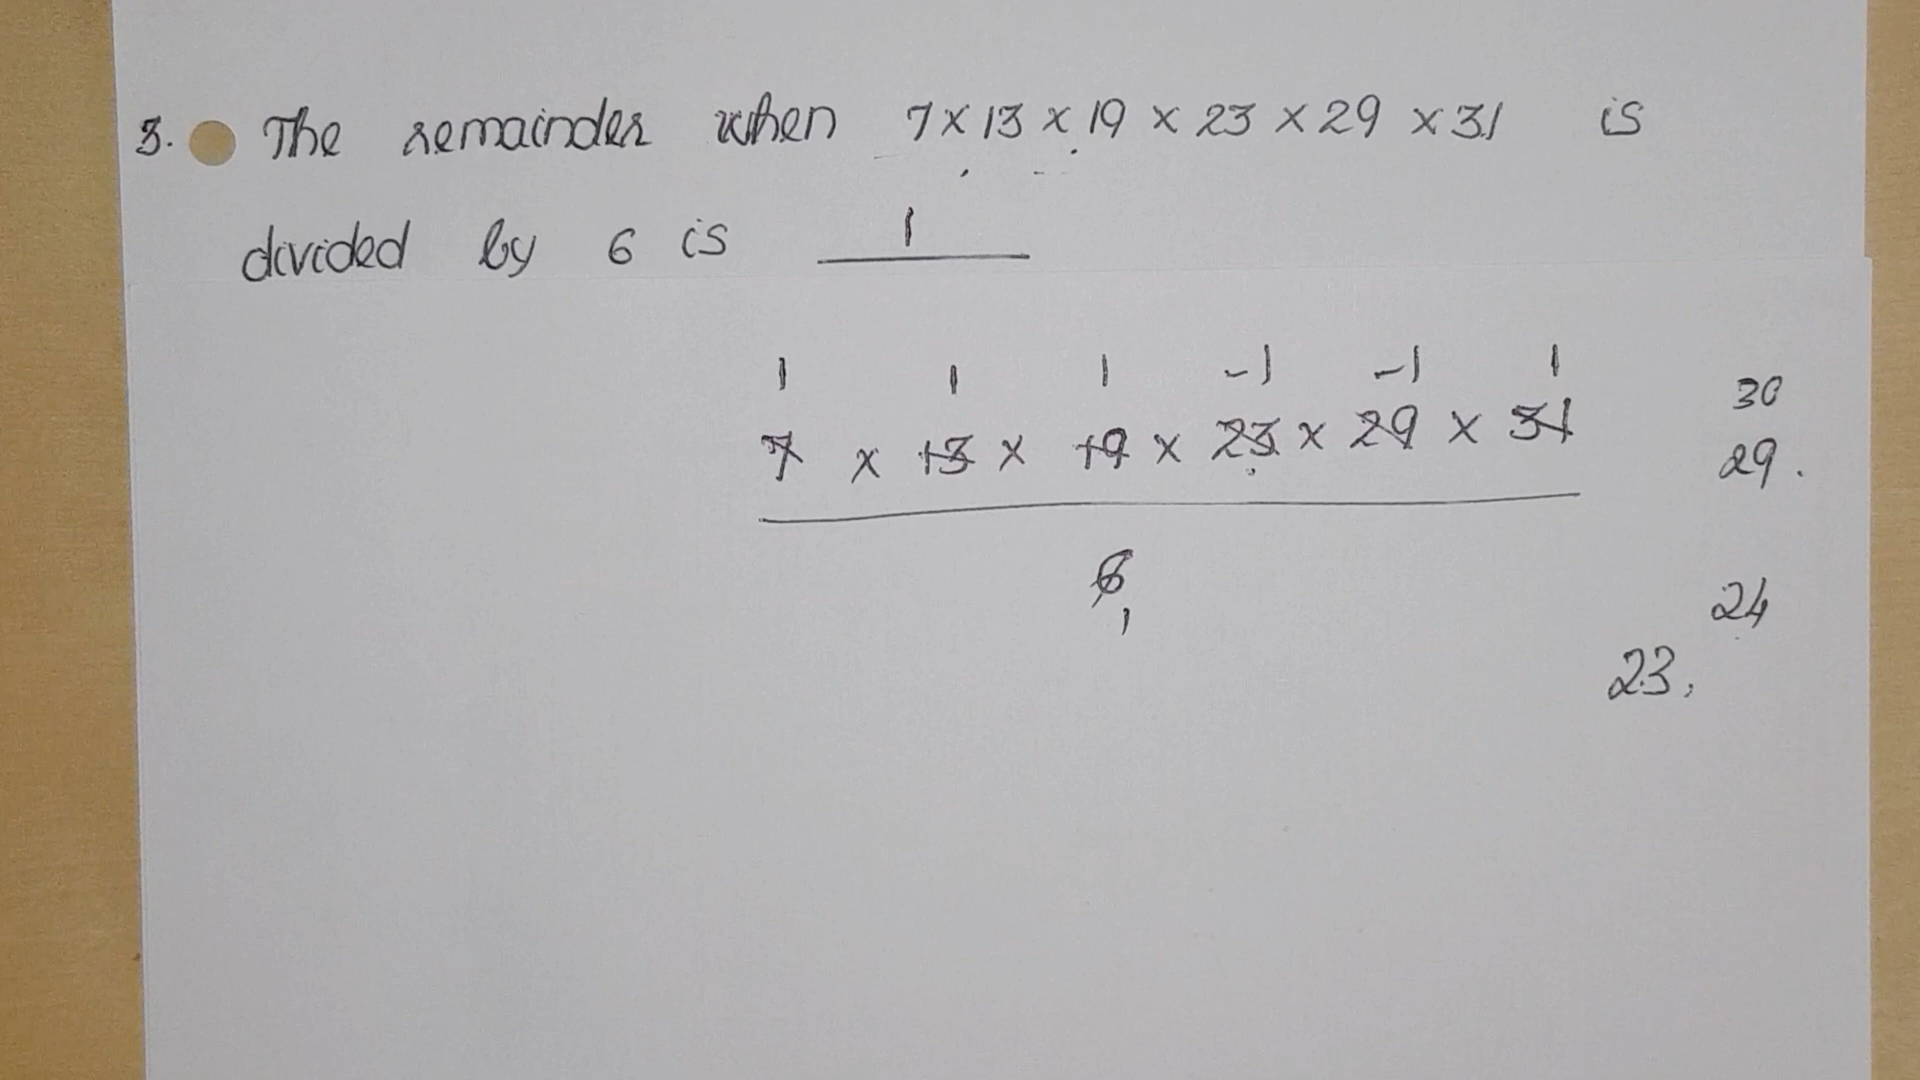 3. The remainder when 7 x 13 x 19 x 23 x 29 x 31 is
divided by 6 is 1
1 1 1 -1 -1 1
7 x 13 x 19 x 23 x 29 x 31
6
1
30
29.
24
23.